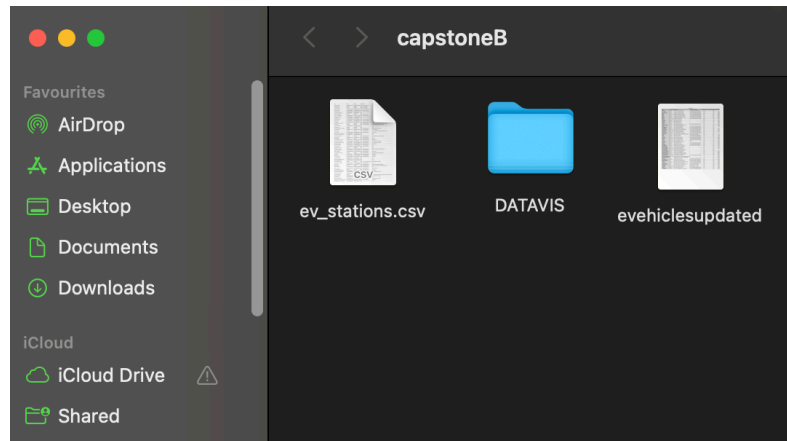 capstoneB
Favourites
AirDrop
Applications
Desktop
Documents
Downloads
iCloud
iCloud Drive
Shared
CSV
ev_stations.csv
DATAVIS
evehiclesupdated